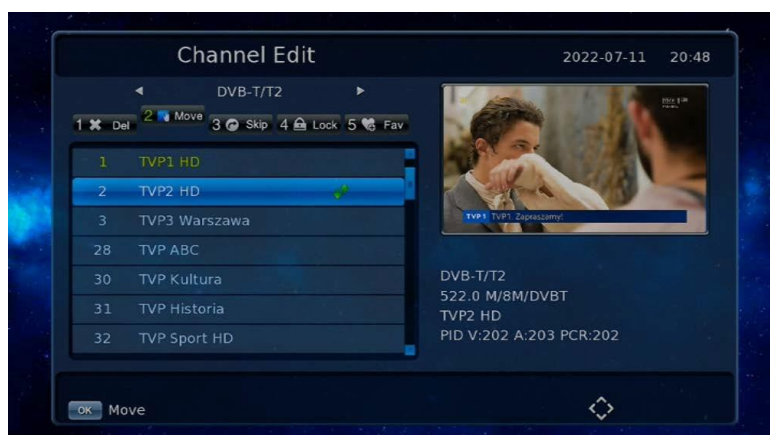 Channel Edit 2022-07-11 20:48
DVB-T/T2
1 Del 2 Move 3 Skip 4 Lock 5 Fav
1 TVP1 HD
2 TVP2 HD
3 TVP3 Warszawa
28 TVP ABC
30 TVP Kultura
31 TVP Historia
32 TVP Sport HD
TVP1 TVP1. Zapraszamy!
DVB-T/T2
522.0 M/8M/DVBT
TVP2 HD
PID V:202 A:203 PCR:202
OK Move